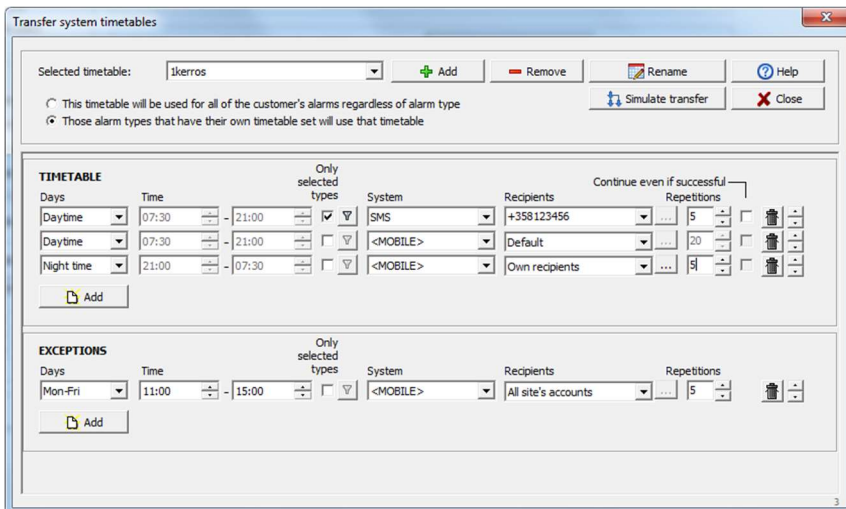 Transfer system timetables
Selected timetable: 1kerros Add Remove Rename Help
This timetable will be used for all of the customer's alarms regardless of alarm type Simulate transfer Close
Those alarm types that have their own timetable set will use that timetable
TIMETABLE Only selected types Continue even if successful
Days Time System Recipients Repetitions
Daytime 07:30 - 21:00 SMS +358123456 ... 5
Daytime 07:30 - 21:00 <MOBILE> Default ... 20
Night time 21:00 - 07:30 <MOBILE> Own recipients ... 5
Add
EXCEPTIONS Only selected types
Days Time System Recipients Repetitions
Mon-Fri 11:00 - 15:00 <MOBILE> All site's accounts ... 5
Add
3